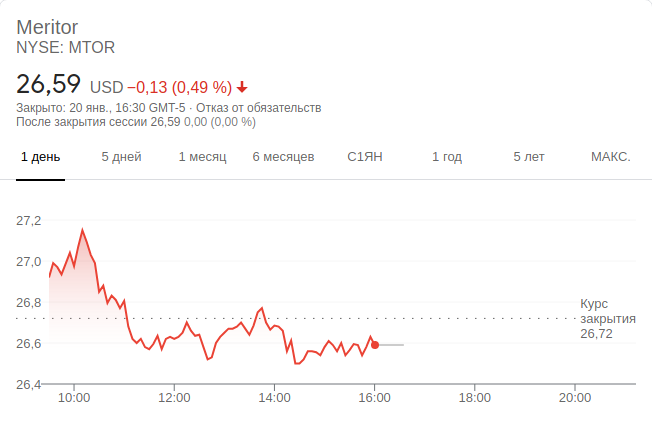 Meritor
NYSE: MTOR
26,59 USD −0,13 (0,49 %)
Закрыто: 20 янв., 16:30 GMT-5 · Отказ от обязательств
После закрытия сессии 26,59 0,00 (0,00 %)
1 день 5 дней 1 месяц 6 месяцев С1ЯН 1 год 5 лет МАКС.
27,2
27,0
26,8
26,6
26,4
Курс
закрытия
26,72
10:00 12:00 14:00 16:00 18:00 20:00